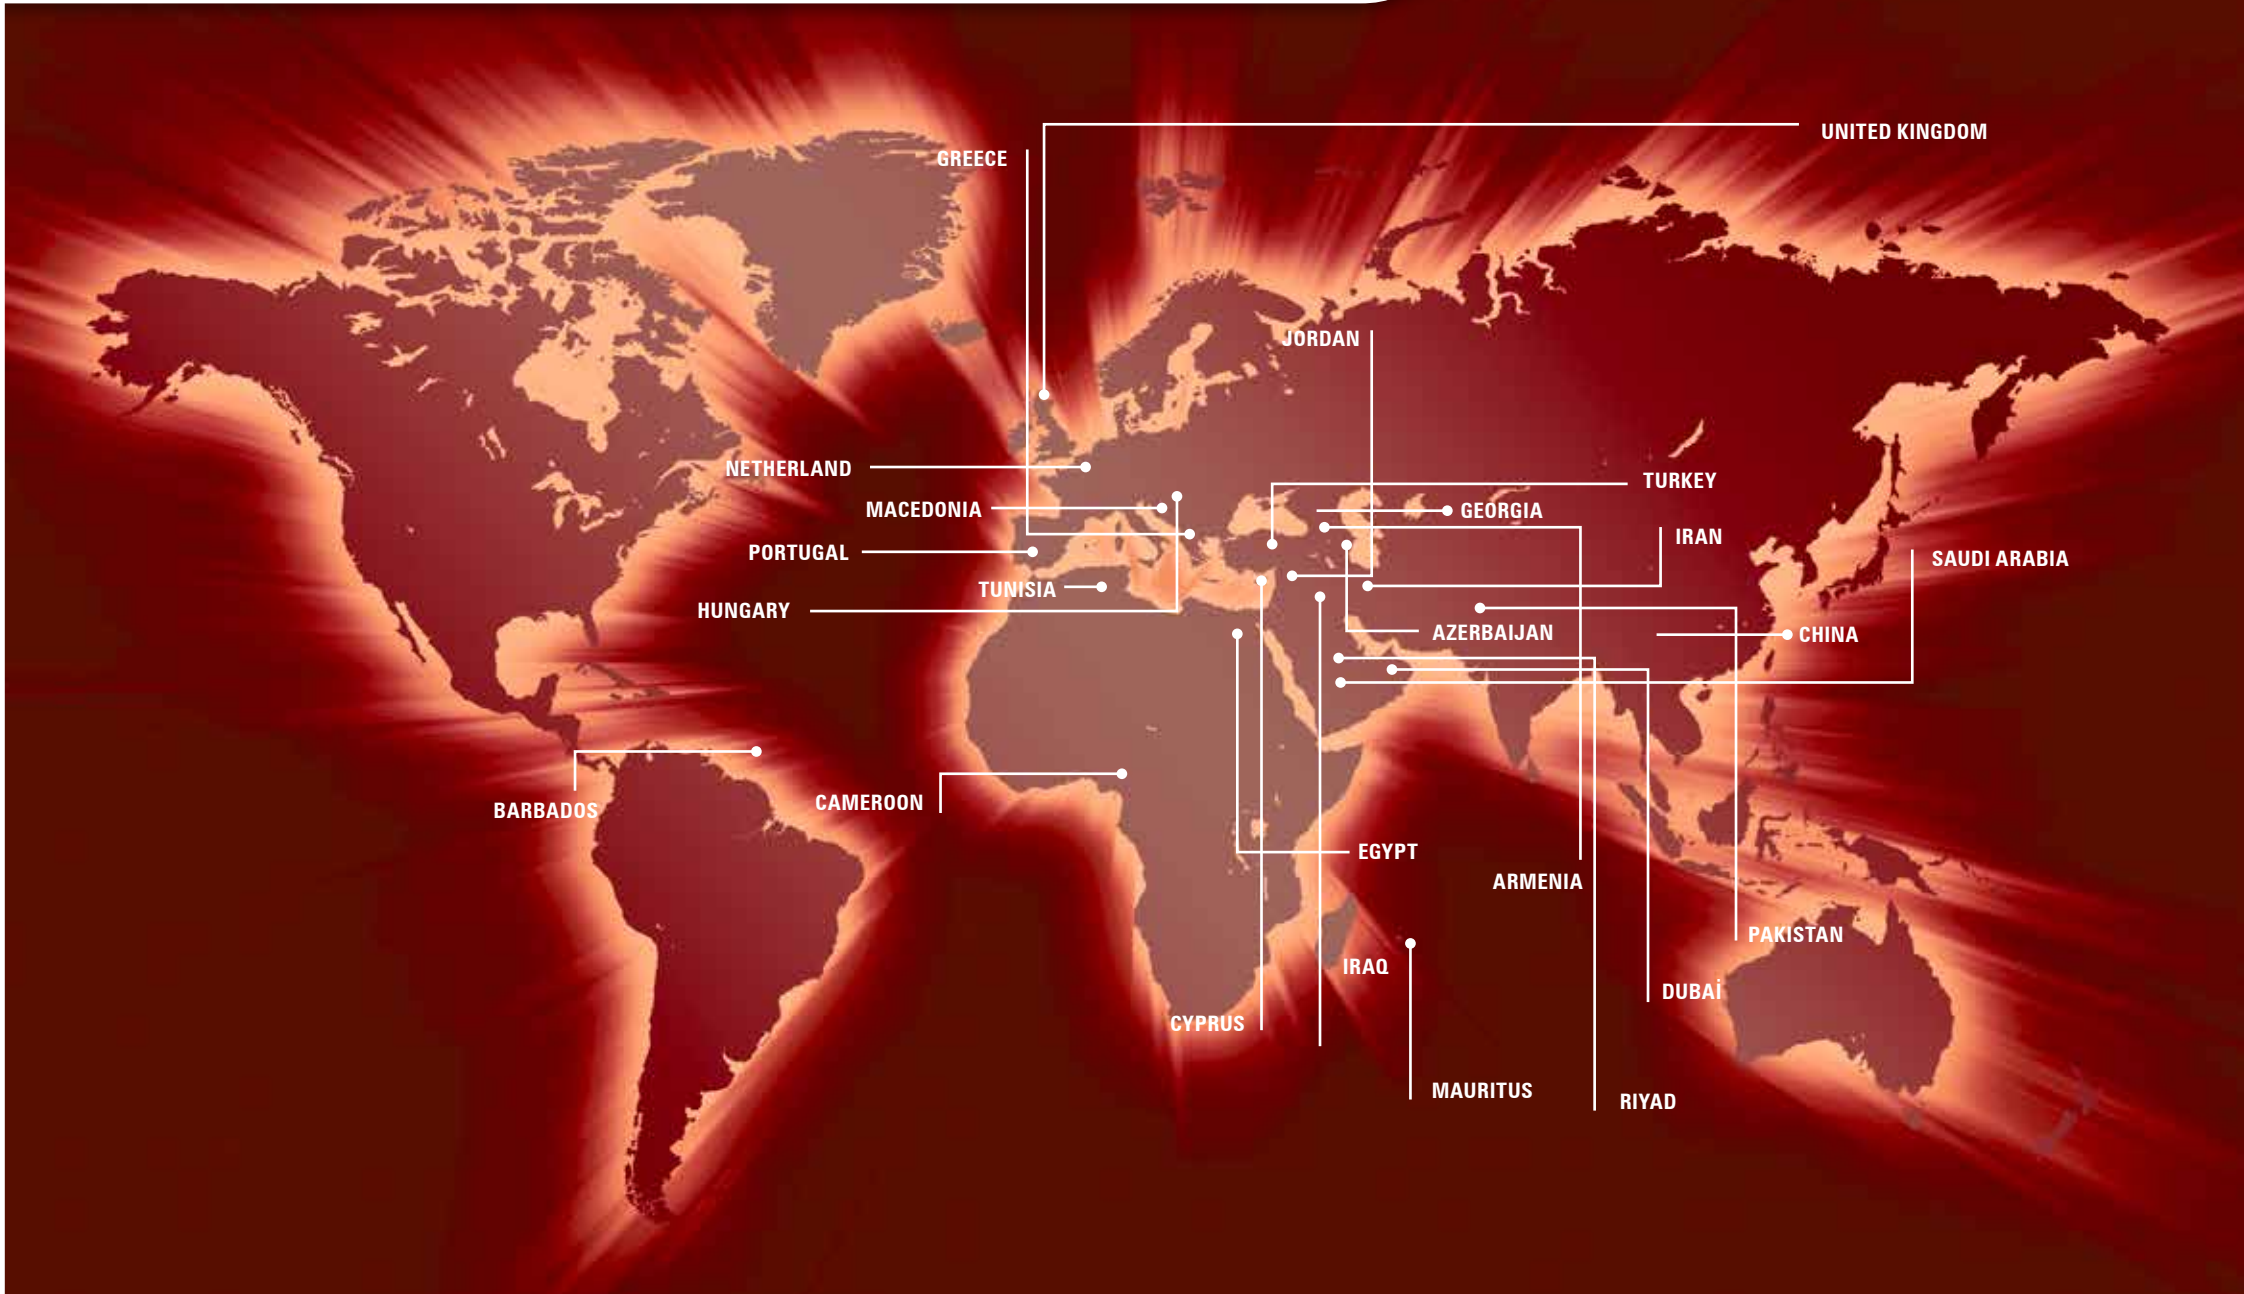 UNITED KINGDOM
GREECE
JORDAN
NETHERLAND
TURKEY
MACEDONIA
GEORGIA
IRAN
PORTUGAL
SAUDI ARABIA
TUNISIA
HUNGARY
AZERBAIJAN
CHINA
BARBADOS
CAMEROON
EGYPT
ARMENIA
PAKISTAN
IRAQ
DUBAİ
CYPRUS
MAURITUS
RIYAD